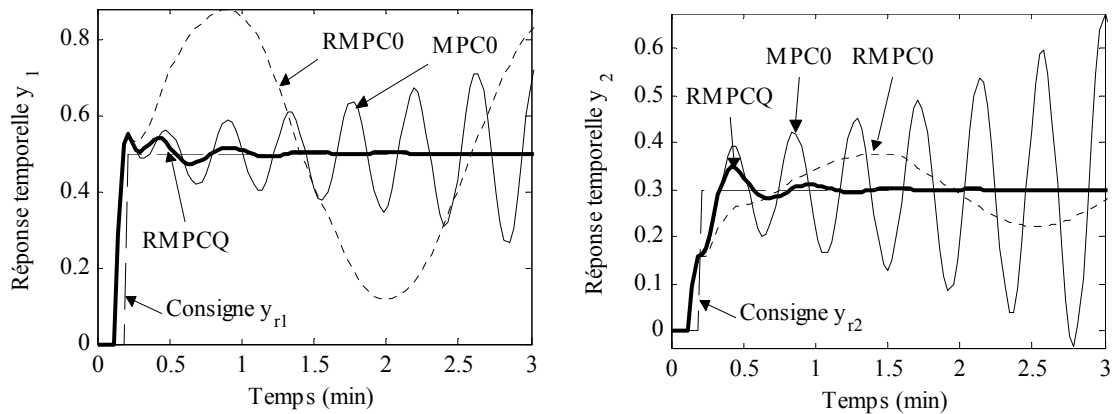 Réponse temporelle y 1
0.8
0.6
0.4
0.2
0
RMPC0
MPC0
RMPCQ
Consigne y r1
0 0.5 1 1.5 2 2.5 3
Temps (min)
Réponse temporelle y 2
0.6
0.5
0.4
0.3
0.2
0.1
0
MPC0
RMPC0
RMPCQ
Consigne y r2
0 0.5 1 1.5 2 2.5 3
Temps (min)